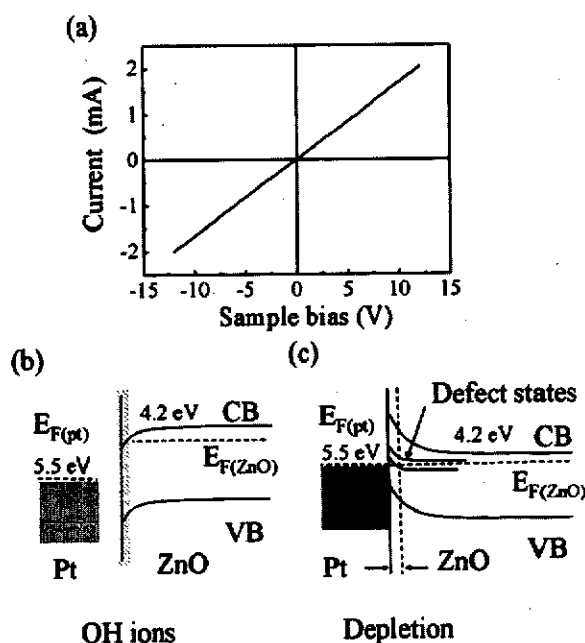 (a)
Current (mA)
2
1
0
-1
-2
-15 -10 -5 0 5 10 15
Sample bias (V)
(b)
E_F(pt)
5.5 eV
4.2 eV CB
E_F(ZnO)
VB
Pt ZnO
OH ions
(c)
Defect states
E_F(pt)
5.5 eV
4.2 eV CB
E_F(ZnO)
VB
Pt ZnO
Depletion